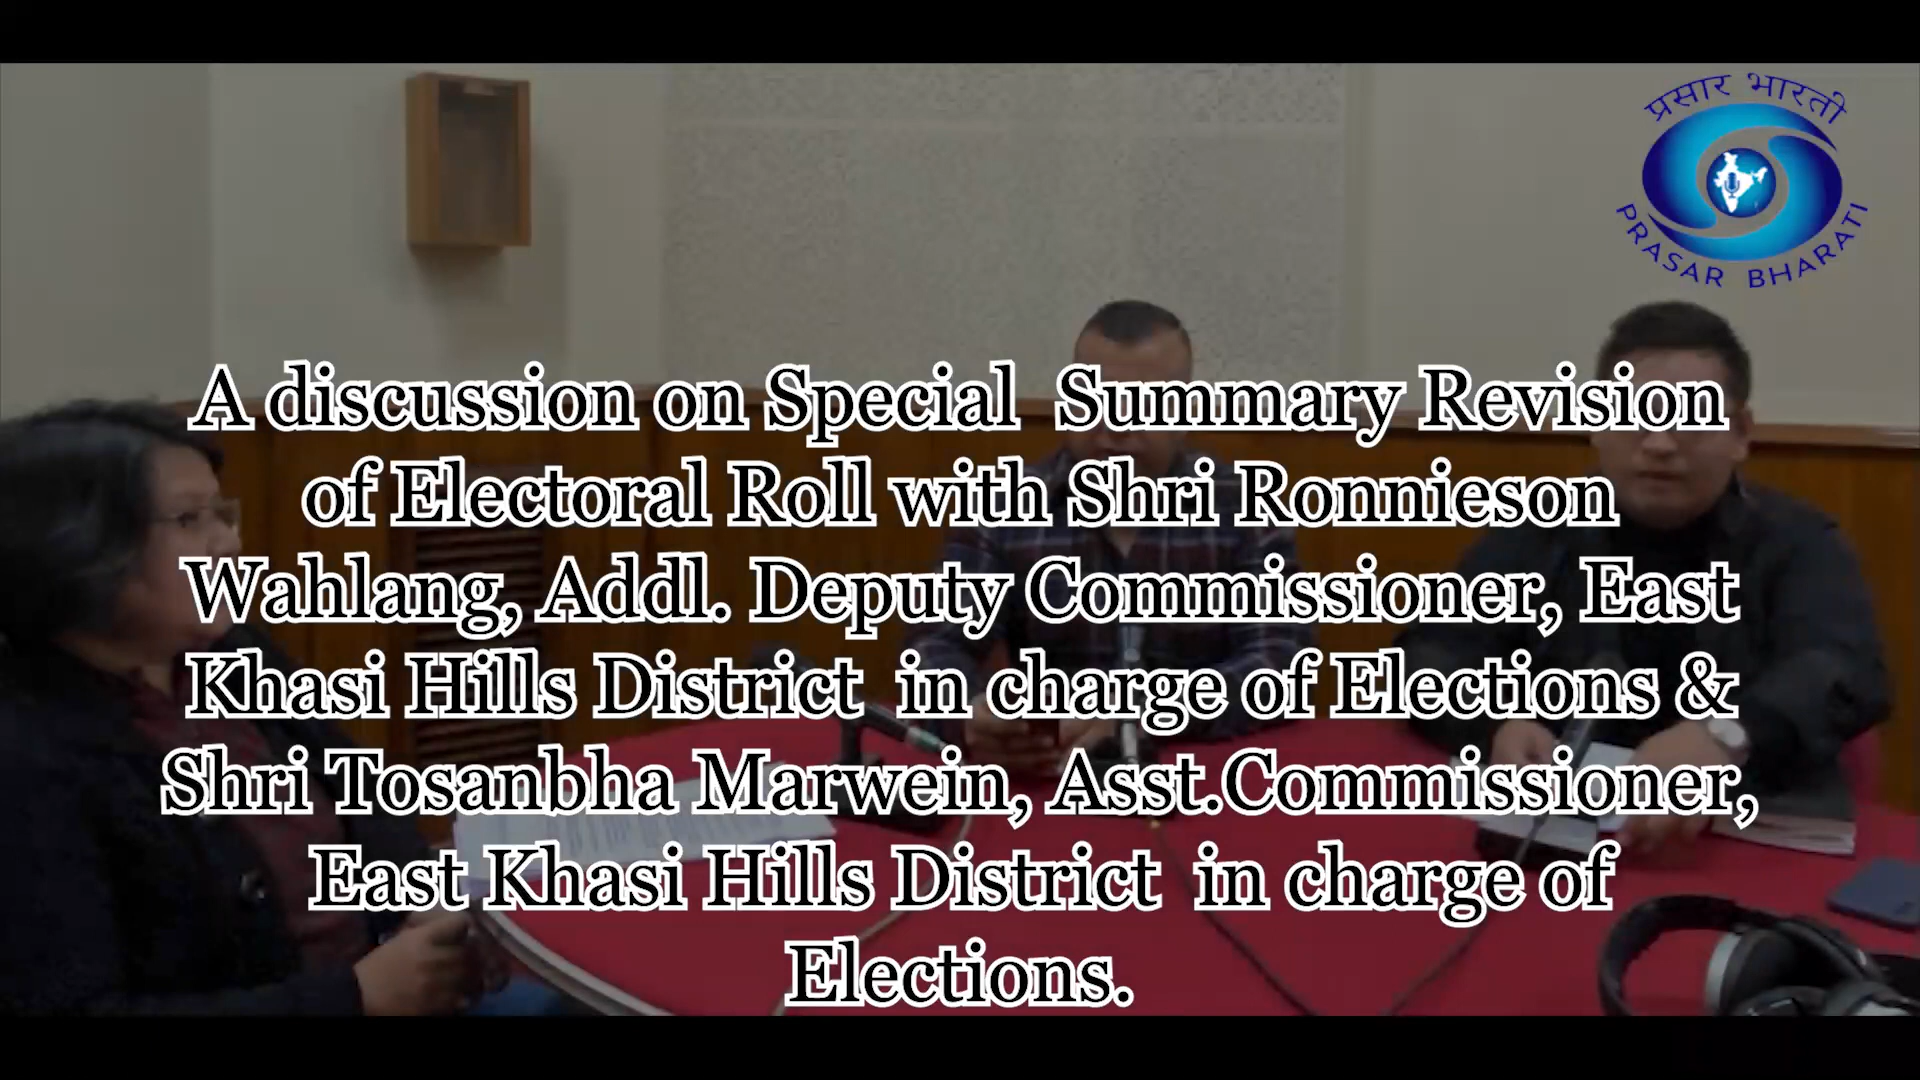 प्रसार भारती
PRASAR BHARATI
A discussion on Special Summary Revision
of Electoral Roll with Shri Ronnieson
Wahlang, Addl. Deputy Commissioner, East
Khasi Hills District in charge of Elections &
Shri Tosanbha Marwein, Asst.Commissioner,
East Khasi Hills District in charge of
Elections.